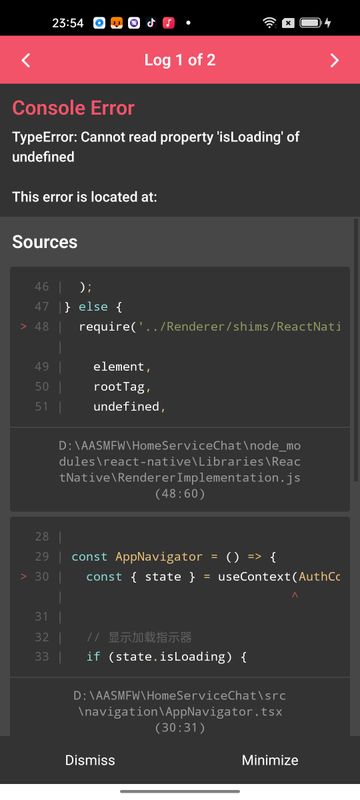 23:54
Log 1 of 2
Console Error
TypeError: Cannot read property 'isLoading' of
undefined
This error is located at:
Sources
46 | );
47 | } else {
> 48 | require('../Renderer/shims/ReactNati
|
49 | element,
50 | rootTag,
51 | undefined,
D:\AASMFW\HomeServiceChat\node_mo
dules\react-native\Libraries\Reac
tNative\RendererImplementation.js
(48:60)
28 |
29 | const AppNavigator = () => {
> 30 | const { state } = useContext(AuthCo
| ^
31 |
32 | // 显示加载指示器
33 | if (state.isLoading) {
D:\AASMFW\HomeServiceChat\src
\navigation\AppNavigator.tsx
(30:31)
Dismiss
Minimize